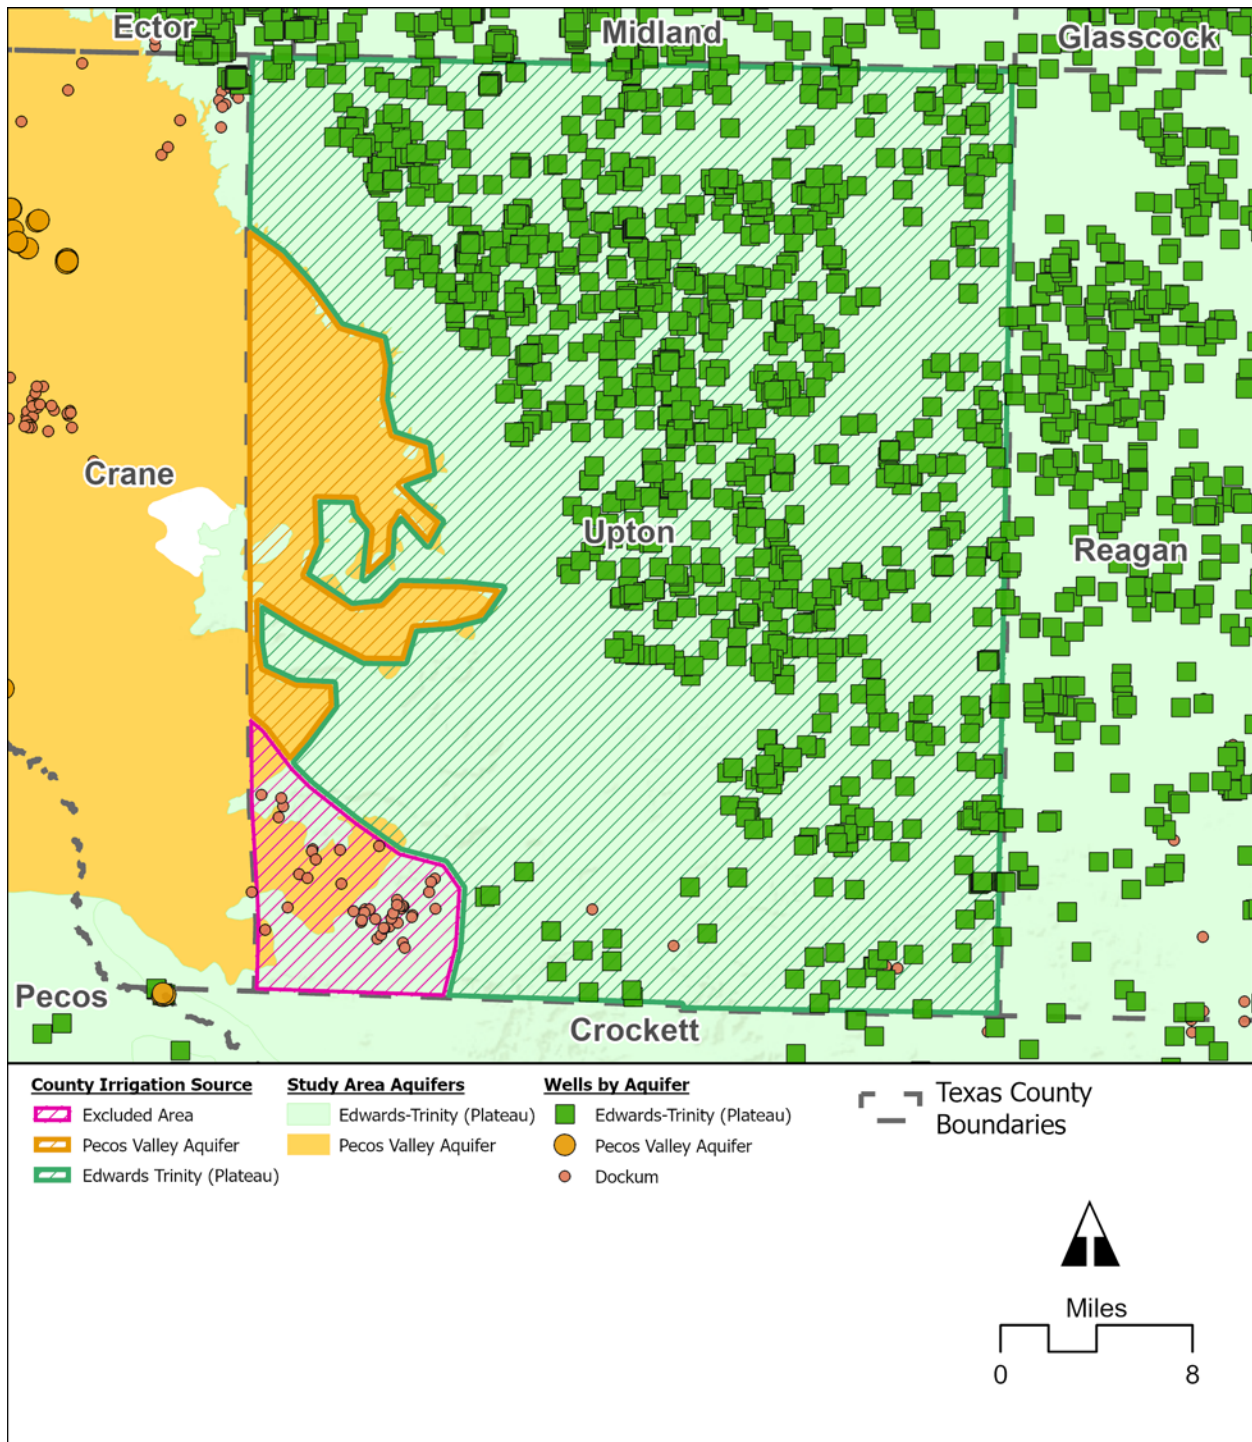 Ector
Midland
Glasscock
Crane
Upton
Reagan
Pecos
Crockett
County Irrigation Source
Excluded Area
Pecos Valley Aquifer
Edwards Trinity (Plateau)
Study Area Aquifers
Edwards-Trinity (Plateau)
Pecos Valley Aquifer
Wells by Aquifer
Edwards-Trinity (Plateau)
Pecos Valley Aquifer
Dockum
Texas County
Boundaries
Miles
0 8